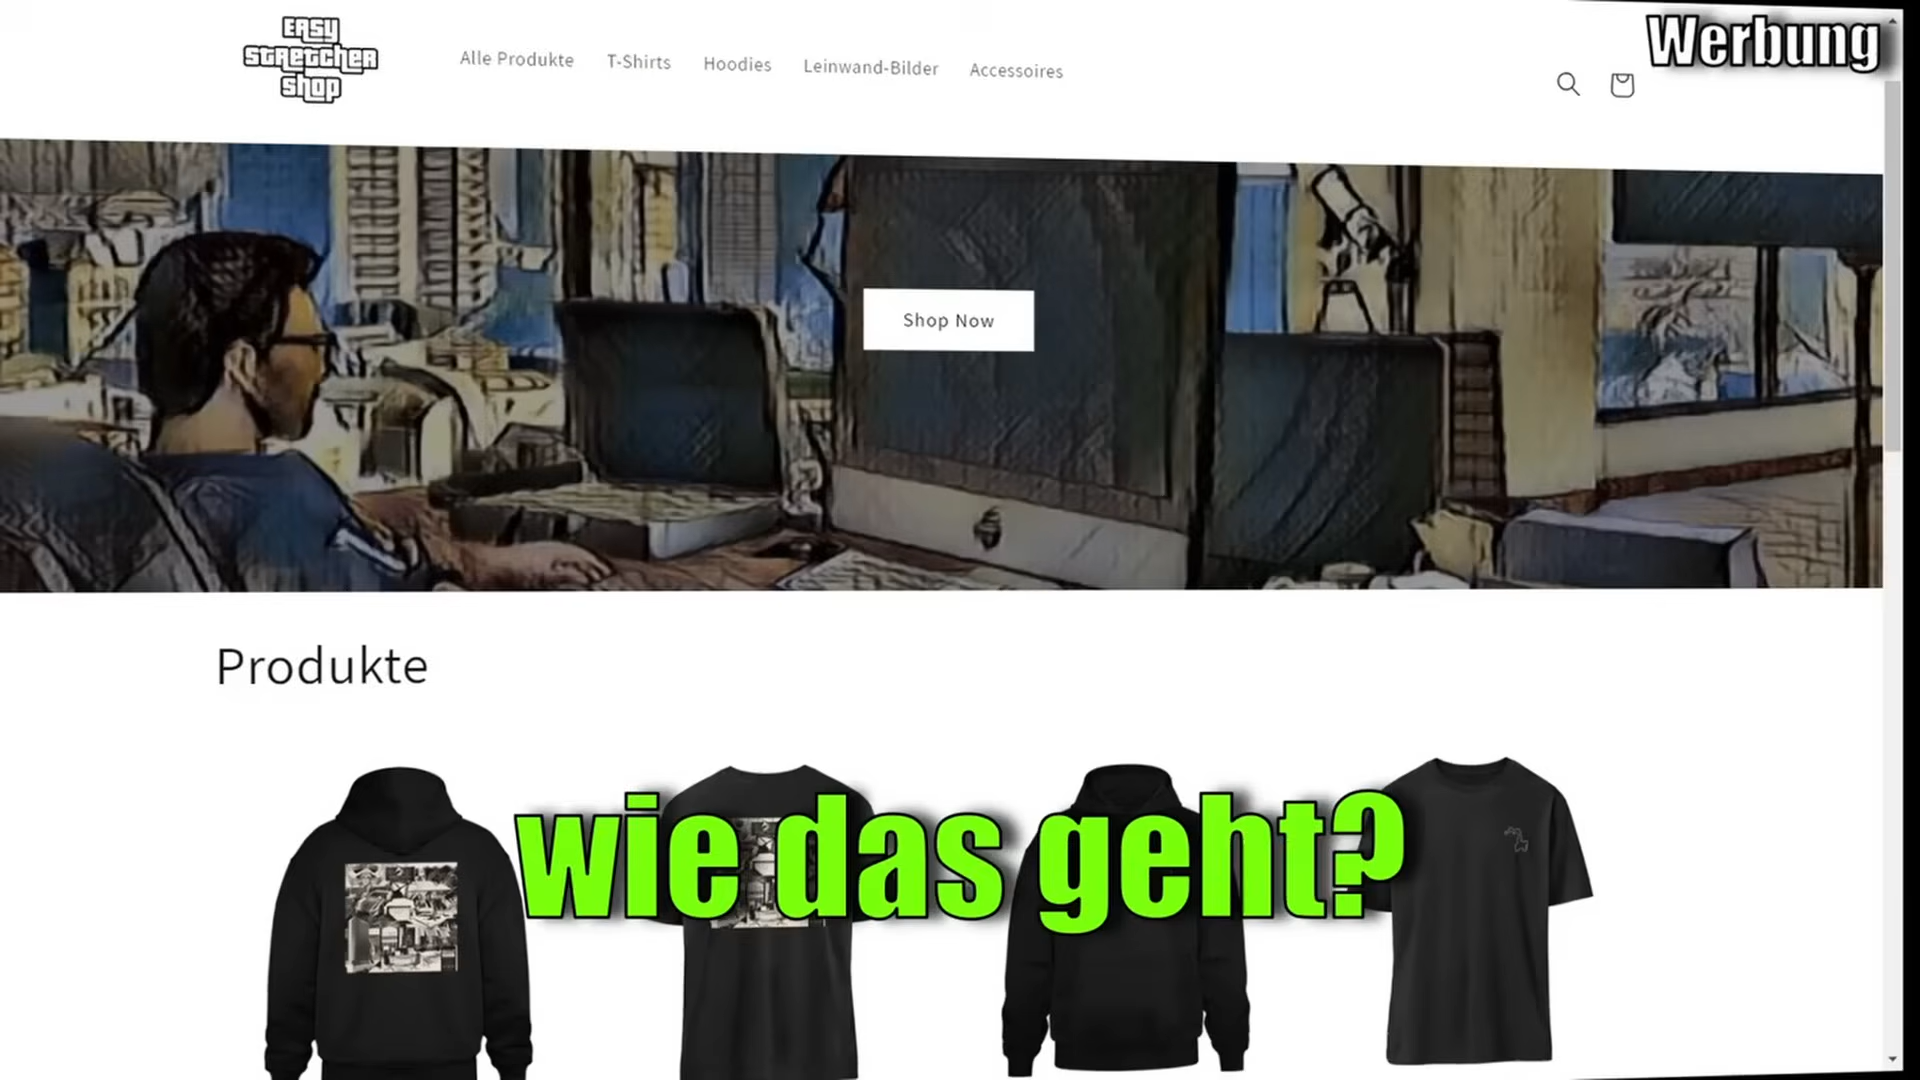 Werbung
EASY
STRETCHER
SHOP
Alle Produkte
T-Shirts
Hoodies
Leinwand-Bilder
Accessoires
Shop Now
Produkte
wie das geht?